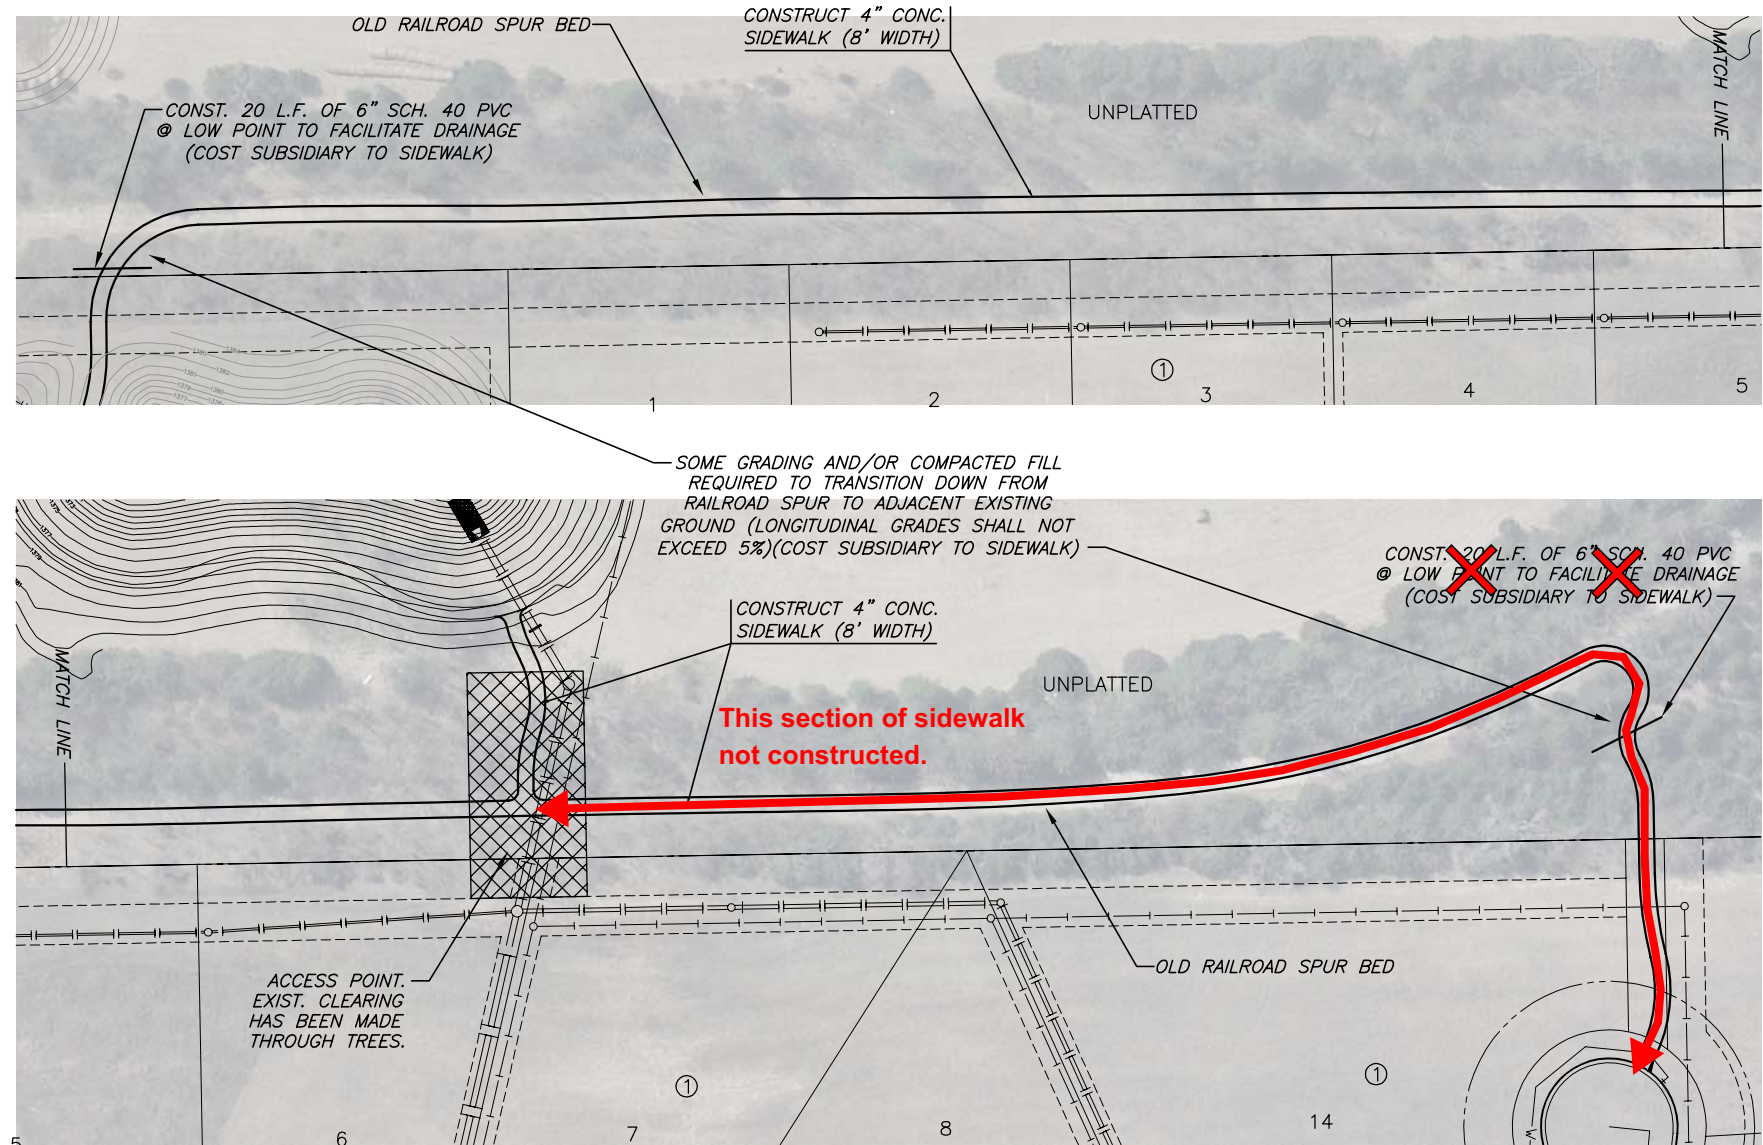 OLD RAILROAD SPUR BED
CONSTRUCT 4" CONC.
SIDEWALK (8' WIDTH)
MATCH LINE
CONST. 20 L.F. OF 6" SCH. 40 PVC
@ LOW POINT TO FACILITATE DRAINAGE
(COST SUBSIDIARY TO SIDEWALK)
UNPLATTED
1
1
2
3
4
5
SOME GRADING AND/OR COMPACTED FILL
REQUIRED TO TRANSITION DOWN FROM
RAILROAD SPUR TO ADJACENT EXISTING
GROUND (LONGITUDINAL GRADES SHALL NOT
EXCEED 5%)(COST SUBSIDIARY TO SIDEWALK)
CONST. 20 L.F. OF 6" SCH. 40 PVC
@ LOW POINT TO FACILITATE DRAINAGE
(COST SUBSIDIARY TO SIDEWALK)
CONSTRUCT 4" CONC.
SIDEWALK (8' WIDTH)
MATCH LINE
UNPLATTED
This section of sidewalk
not constructed.
OLD RAILROAD SPUR BED
ACCESS POINT.
EXIST. CLEARING
HAS BEEN MADE
THROUGH TREES.
1
1
5
6
7
8
14
W